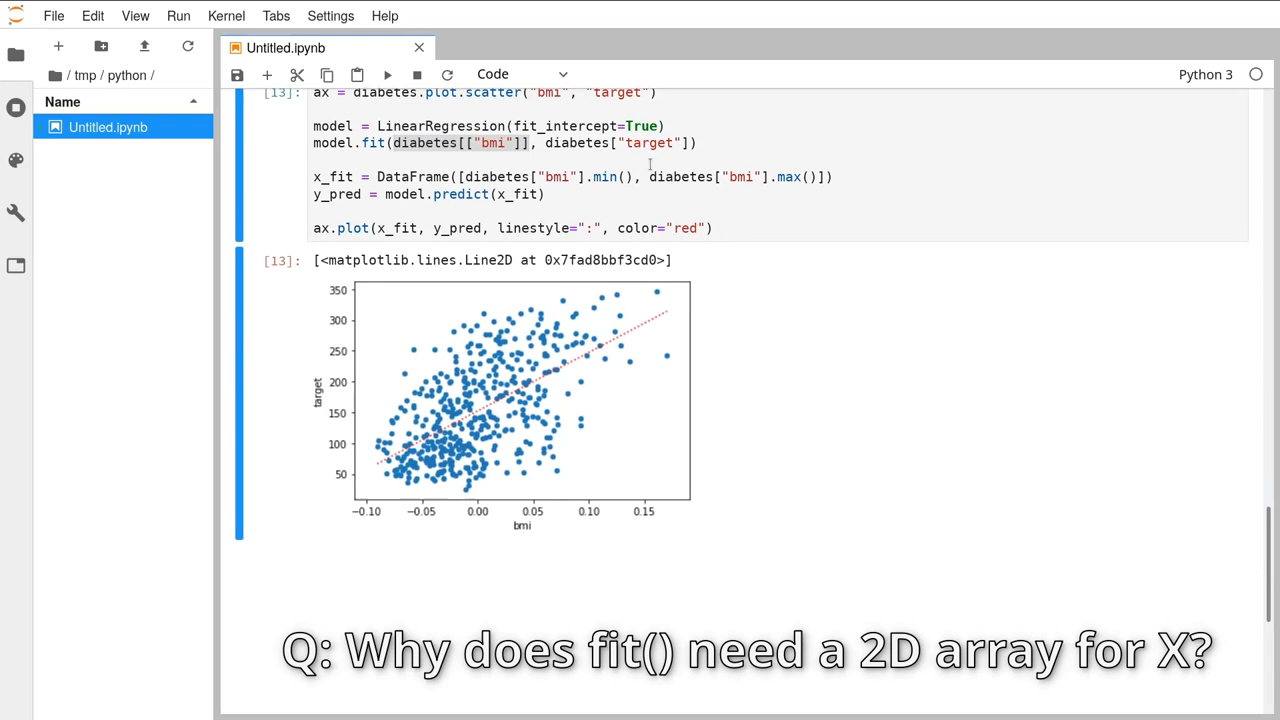 File Edit View Run Kernel Tabs Settings Help
/ tmp / python /
Name
Untitled.ipynb
Untitled.ipynb
Code
Python 3
[13]: ax = diabetes.plot.scatter("bmi", "target")
model = LinearRegression(fit_intercept=True)
model.fit(diabetes[["bmi"]], diabetes["target"])
x_fit = DataFrame([diabetes["bmi"].min(), diabetes["bmi"].max()])
y_pred = model.predict(x_fit)
ax.plot(x_fit, y_pred, linestyle=":", color="red")
[13]: [<matplotlib.lines.Line2D at 0x7fad8bbf3cd0>]
350
300
250
200
150
100
50
target
−0.10 −0.05 0.00 0.05 0.10 0.15
bmi
Q: Why does fit() need a 2D array for X?